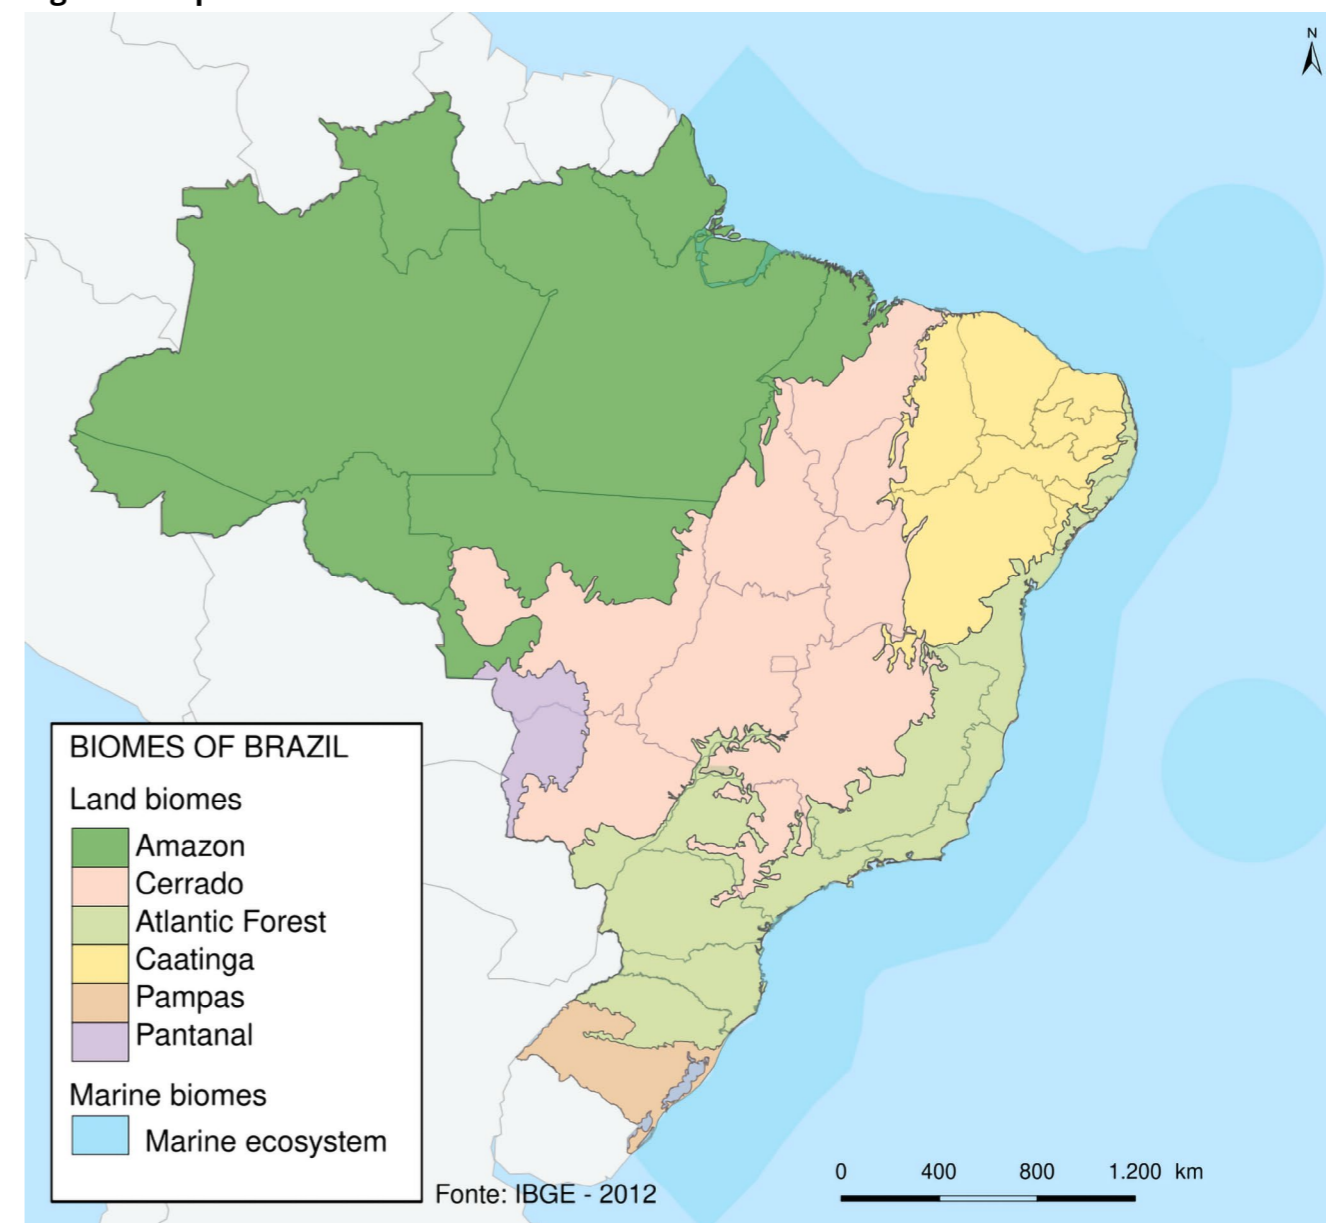 N
BIOMES OF BRAZIL
Land biomes
Amazon
Cerrado
Atlantic Forest
Caatinga
Pampas
Pantanal
Marine biomes
Marine ecosystem
Fonte: IBGE - 2012
0 400 800 1.200 km